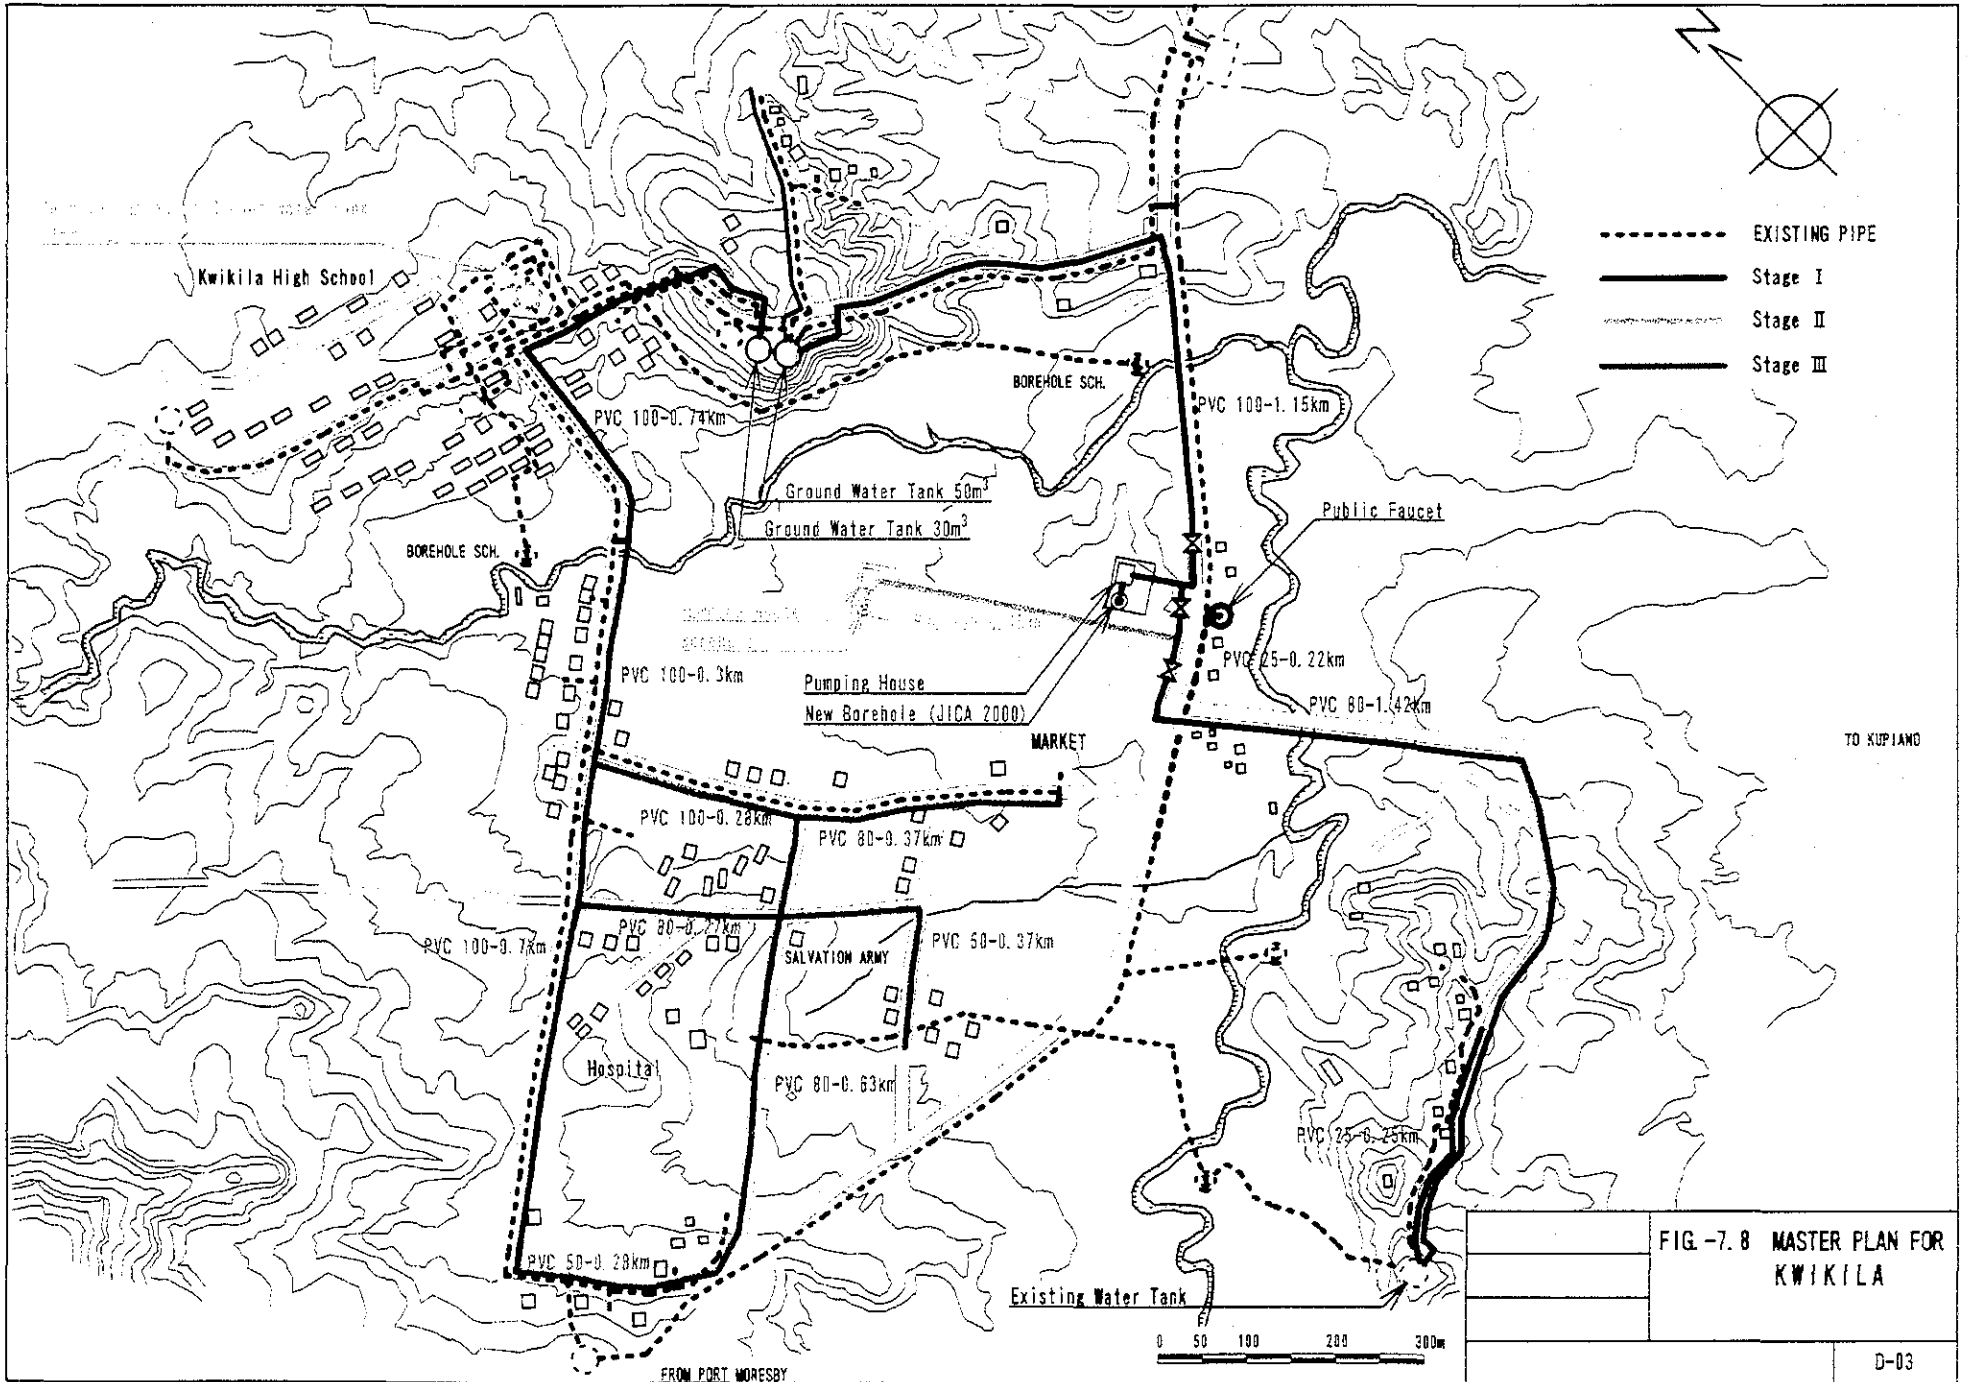 EXISTING PIPE
Stage I
Stage II
Stage III
Kwikila High School
BOREHOLE SCH.
PVC 100-0.74km
PVC 100-1.15km
Ground Water Tank 50m³
Ground Water Tank 30m³
Public Faucet
BOREHOLE SCH.
PVC 100-0.3km
PVC 25-0.22km
Pumping House
New Borehole (JICA 2000)
PVC 80-1.42km
MARKET
TO KUPIANO
PVC 100-0.28km
PVC 80-0.37km
PVC 80-0.27km
PVC 100-0.7km
PVC 50-0.37km
SALVATION ARMY
Hospital
PVC 80-0.63km
PVC 25-0.25km
PVC 50-0.28km
Existing Water Tank
FROM PORT MORESBY
0 50 100 200 300m
FIG.-7.8 MASTER PLAN FOR
KWIKILA
D-03